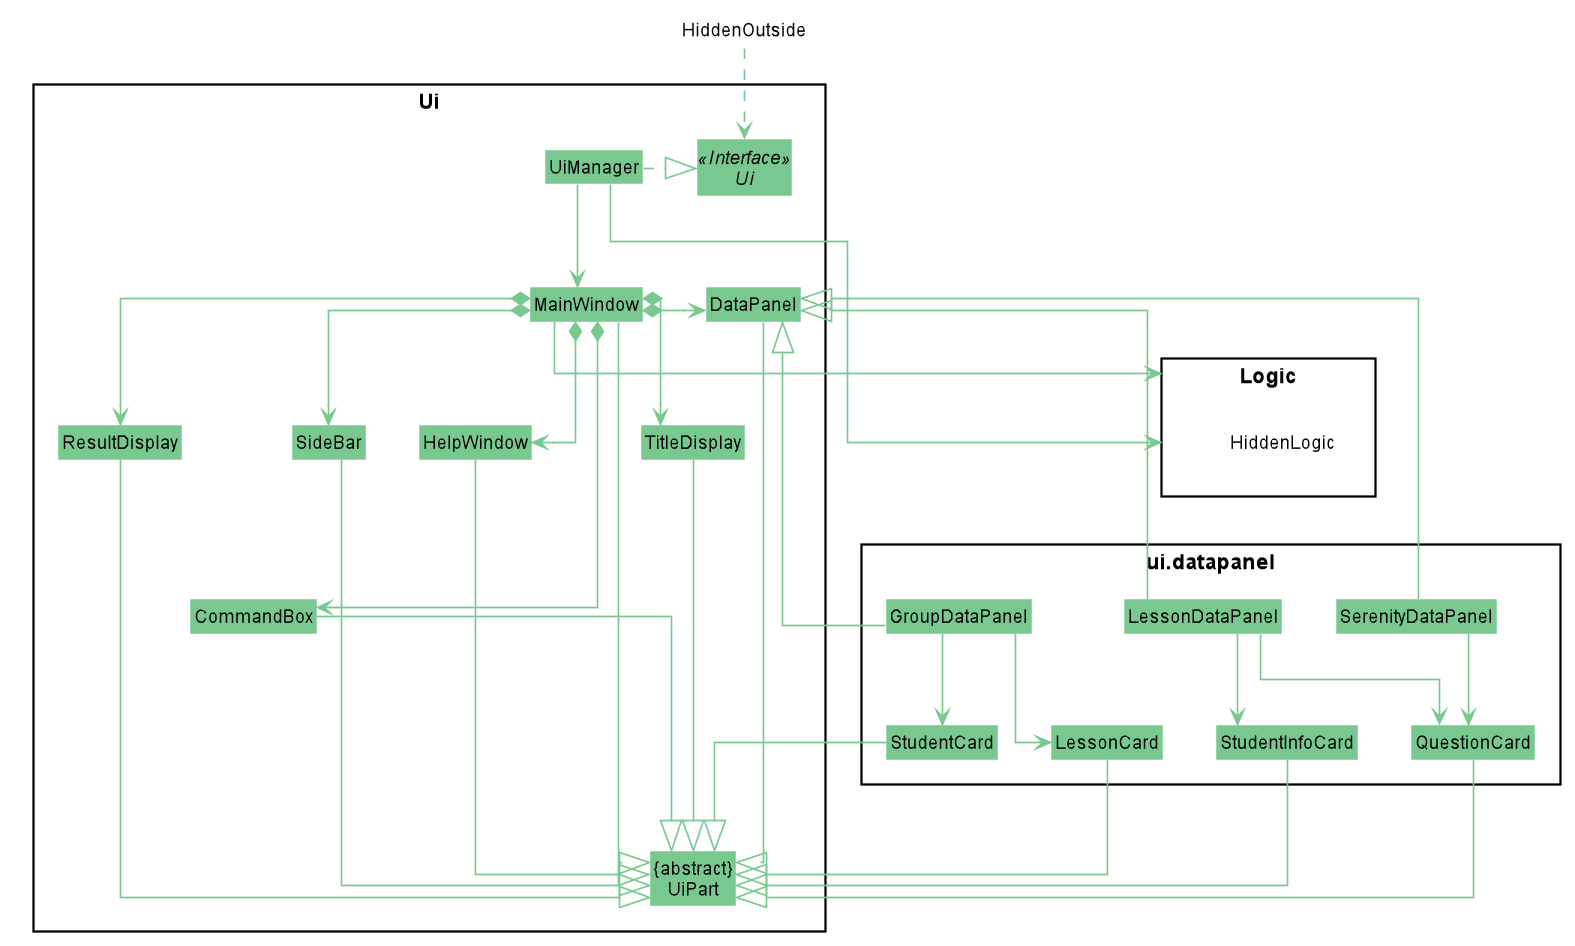 HiddenOutside
Ui
UiManager
«Interface»
Ui
MainWindow
DataPanel
Logic
HiddenLogic
ResultDisplay
SideBar
HelpWindow
TitleDisplay
ui.datapanel
CommandBox
GroupDataPanel
LessonDataPanel
SerenityDataPanel
StudentCard
LessonCard
StudentInfoCard
QuestionCard
{abstract}
UiPart